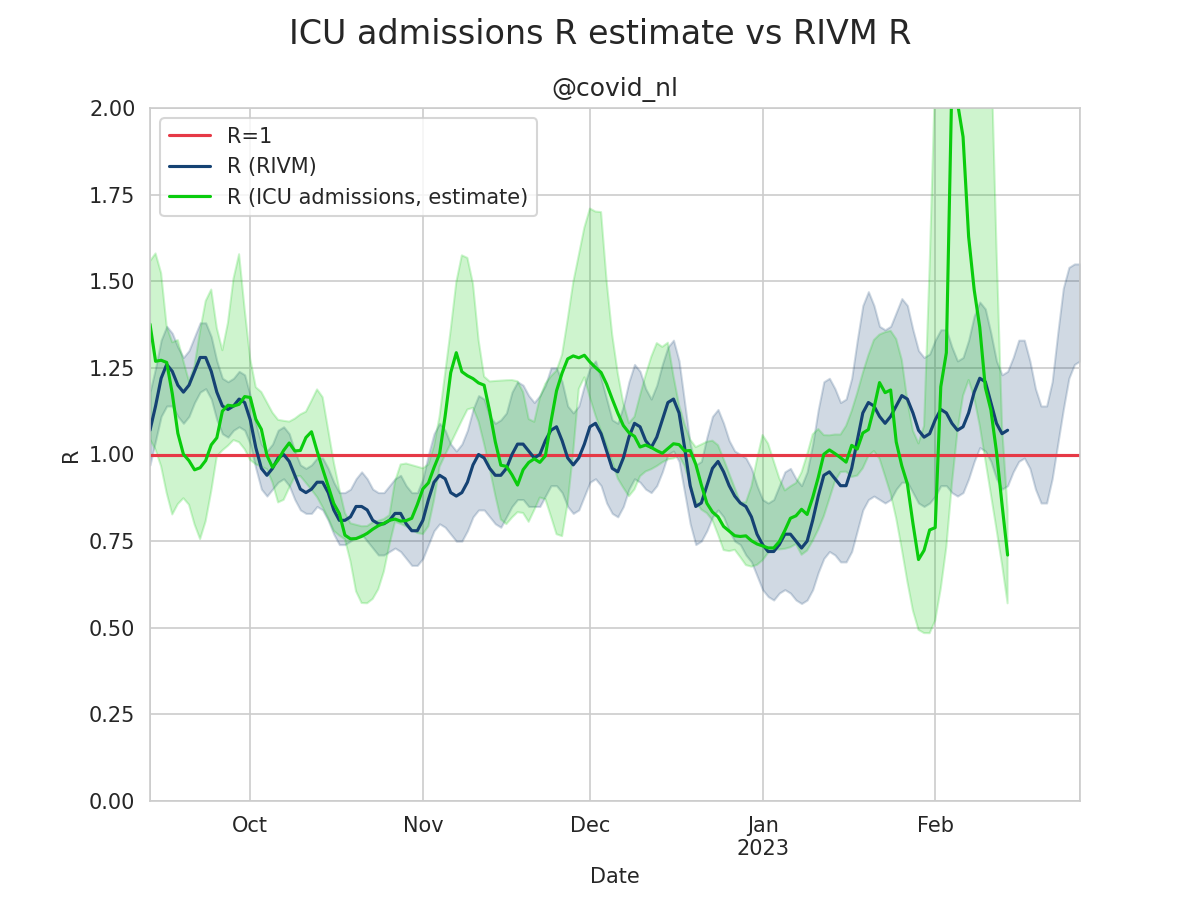 ICU admissions R estimate vs RIVM R
@covid_nl
R=1
R (RIVM)
R (ICU admissions, estimate)
2.00
1.75
1.50
1.25
1.00
0.75
0.50
0.25
0.00
R
Oct
Nov
Dec
Jan
2023
Feb
Date